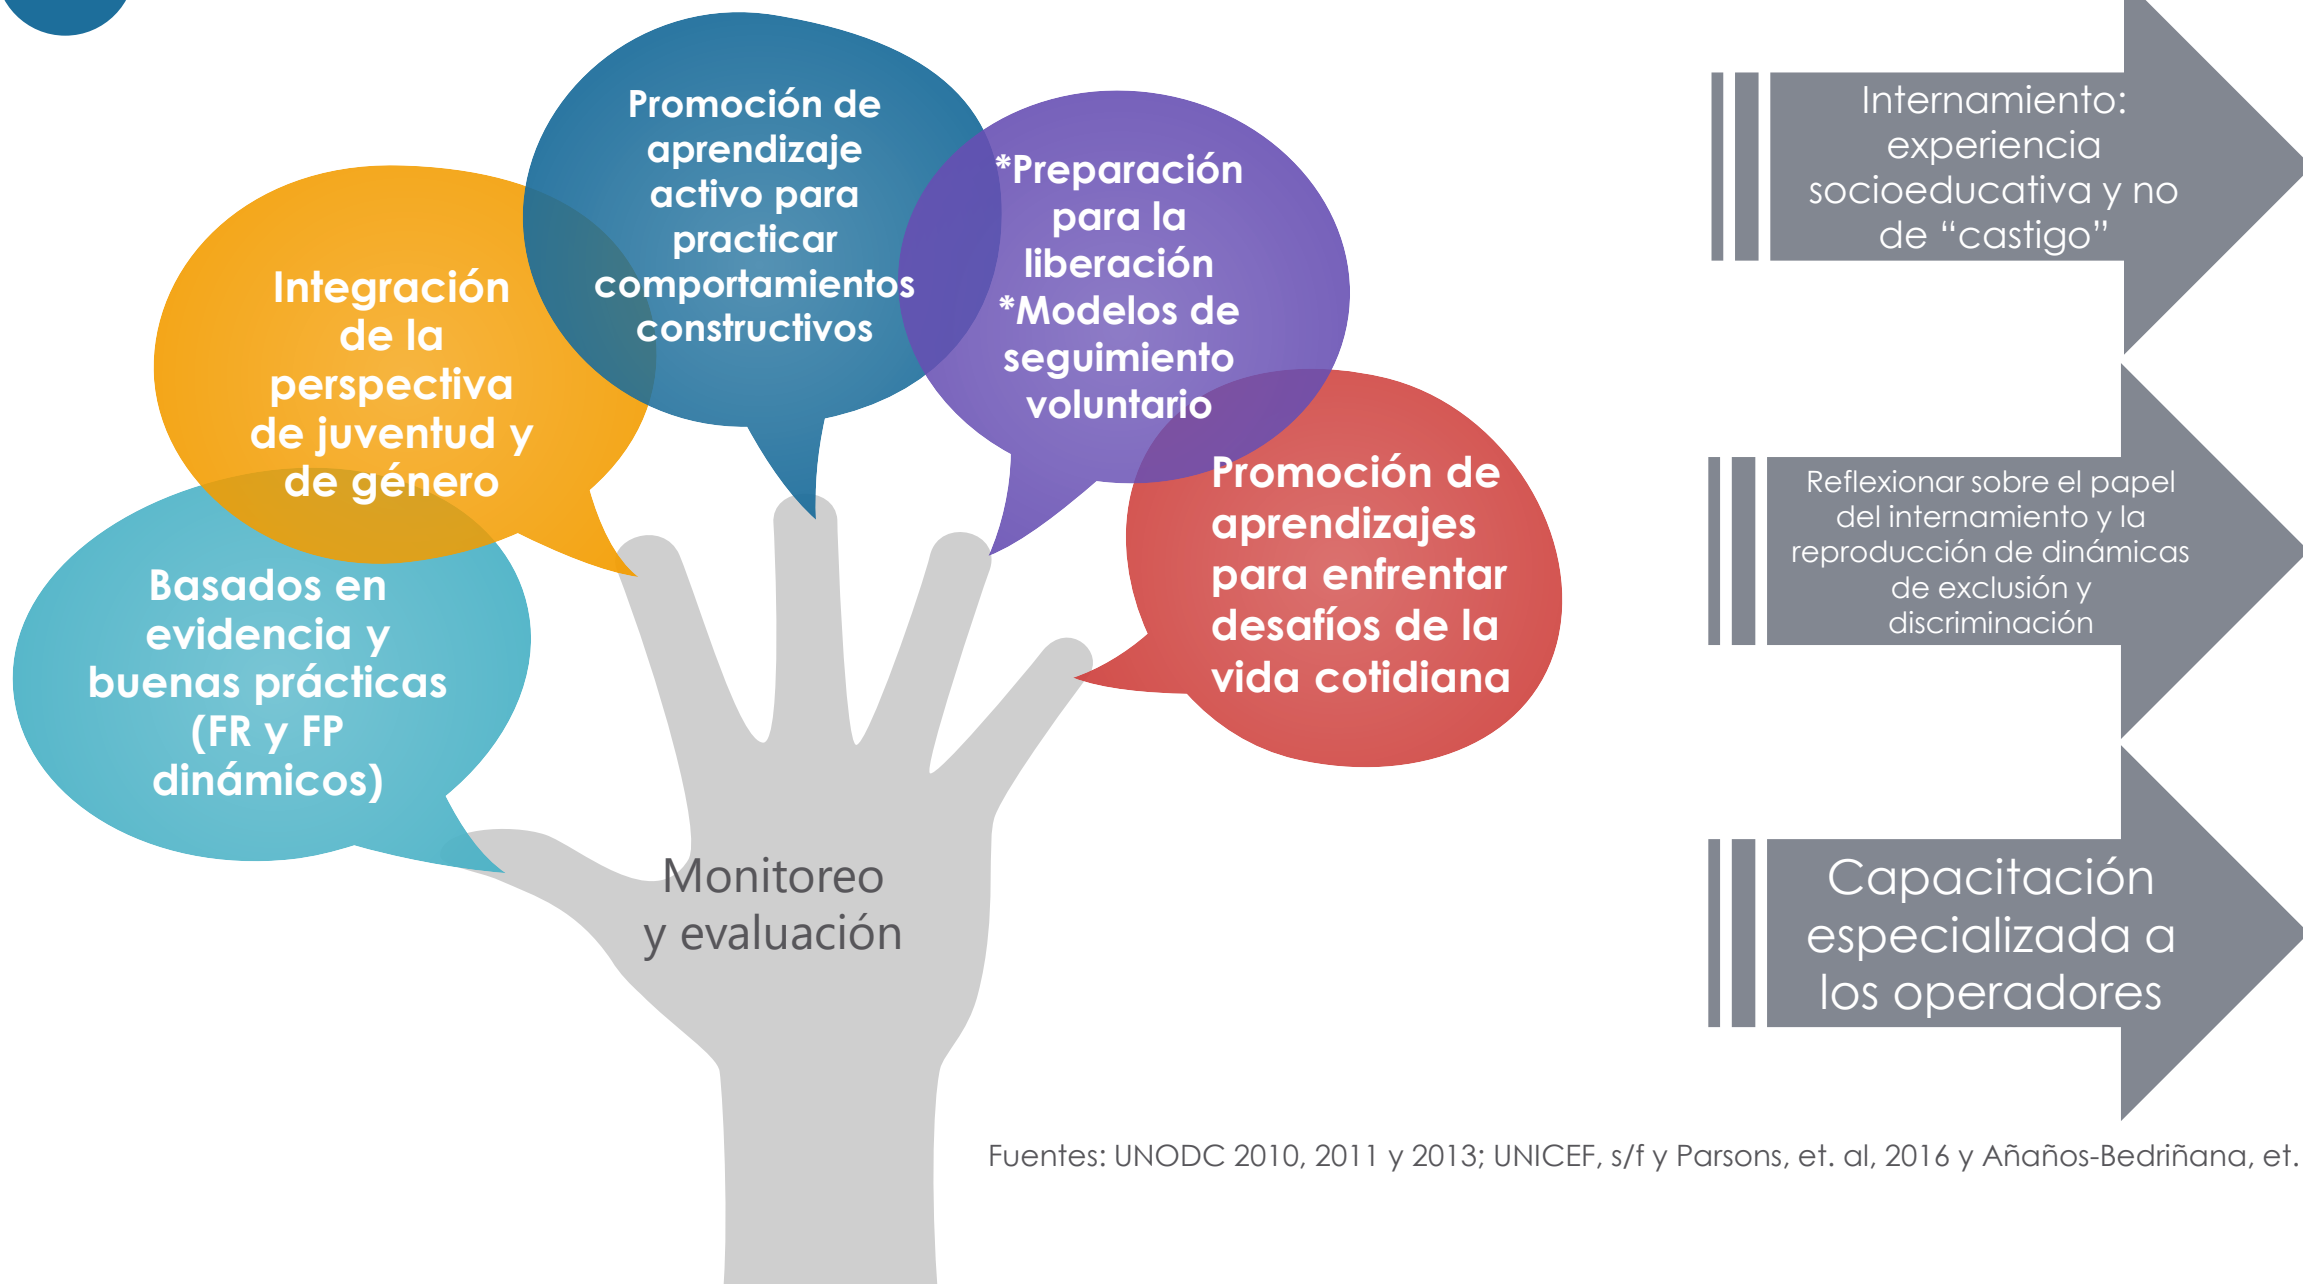 Basados en
evidencia y
buenas prácticas
(FR y FP
dinámicos)
Integración
de la
perspectiva
de juventud y
de género
Promoción de
aprendizaje
activo para
practicar
comportamientos
constructivos
*Preparación
para la
liberación
*Modelos de
seguimiento
voluntario
Promoción de
aprendizajes
para enfrentar
desafíos de la
vida cotidiana
Monitoreo
y evaluación
Internamiento:
experiencia
socioeducativa y no
de “castigo”
Reflexionar sobre el papel
del internamiento y la
reproducción de dinámicas
de exclusión y
discriminación
Capacitación
especializada a
los operadores
Fuentes: UNODC 2010, 2011 y 2013; UNICEF, s/f y Parsons, et. al, 2016 y Añaños-Bedriñana, et.